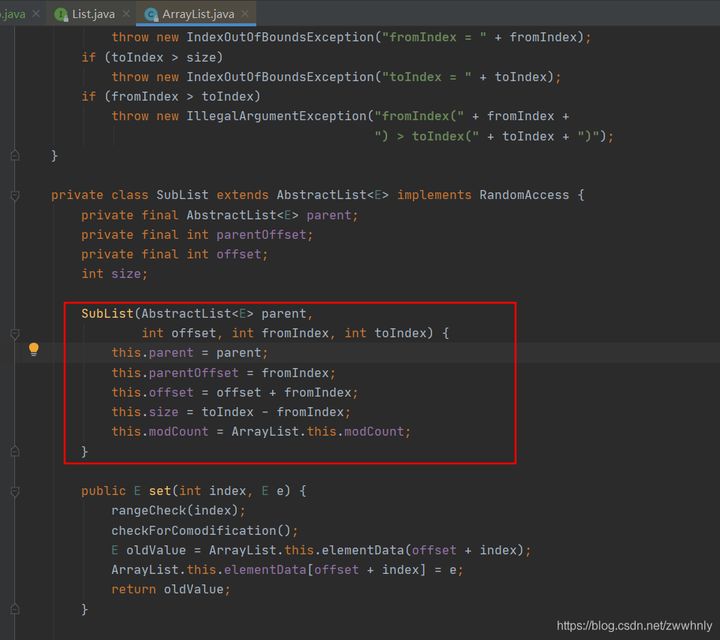 .java
List.java
ArrayList.java
throw new IndexOutOfBoundsException("fromIndex = " + fromIndex);
if (toIndex > size)
throw new IndexOutOfBoundsException("toIndex = " + toIndex);
if (fromIndex > toIndex)
throw new IllegalArgumentException("fromIndex(" + fromIndex +
") > toIndex(" + toIndex + ")");
}
private class SubList extends AbstractList<E> implements RandomAccess {
private final AbstractList<E> parent;
private final int parentOffset;
private final int offset;
int size;
SubList(AbstractList<E> parent,
int offset, int fromIndex, int toIndex) {
this.parent = parent;
this.parentOffset = fromIndex;
this.offset = offset + fromIndex;
this.size = toIndex - fromIndex;
this.modCount = ArrayList.this.modCount;
}
public E set(int index, E e) {
rangeCheck(index);
checkForComodification();
E oldValue = ArrayList.this.elementData(offset + index);
ArrayList.this.elementData[offset + index] = e;
return oldValue;
}
https://blog.csdn.net/zwwhnly